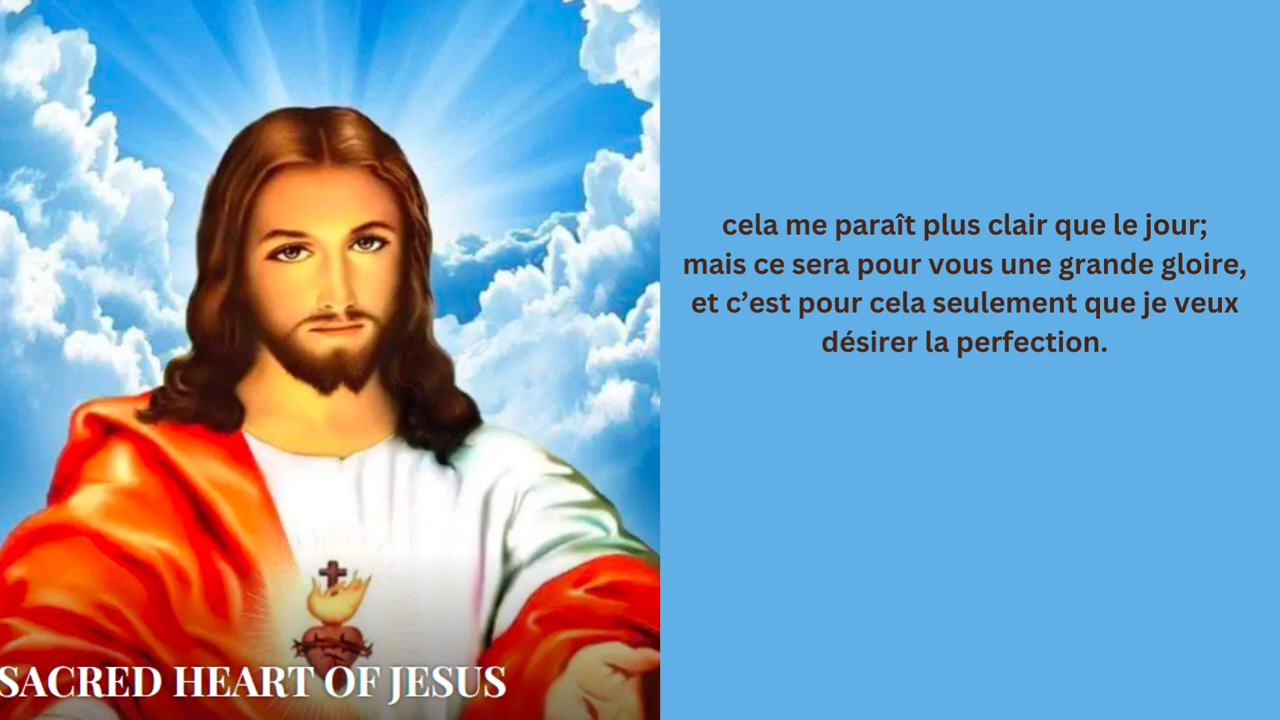 cela me paraît plus clair que le jour;
mais ce sera pour vous une grande gloire,
et c’est pour cela seulement que je veux
désirer la perfection.
SACRED HEART OF JESUS